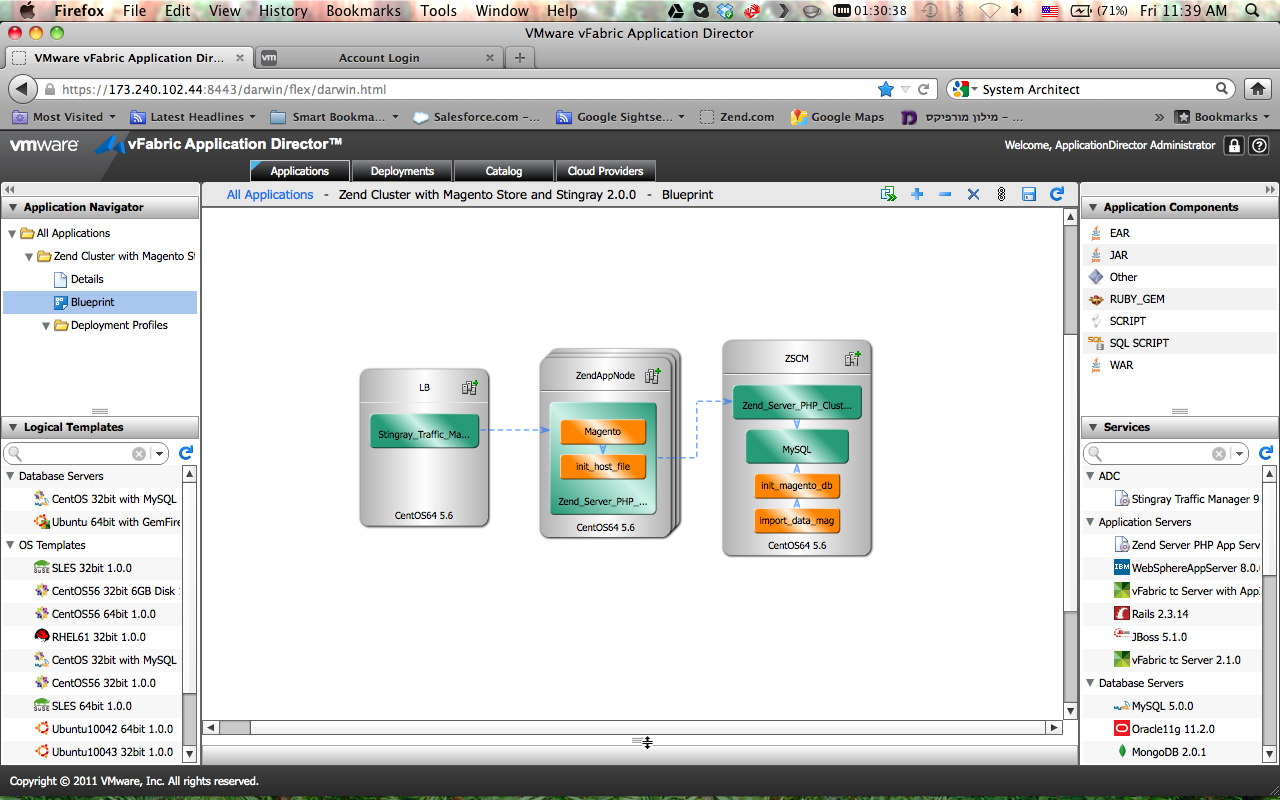 Firefox File Edit View History Bookmarks Tools Window Help 01:30:38 (71%) Fri 11:39 AM
VMware vFabric Application Director
VMware vFabric Application Dir... Account Login
https://173.240.102.44:8443/darwin/flex/darwin.html System Architect
Most Visited Latest Headlines Smart Bookma... Salesforce.com –... Google Sightse... Zend.com Google Maps מילון מורפיקס – ... Bookmarks
vmware vFabric Application Director™ Welcome, ApplicationDirector Administrator
Applications Deployments Catalog Cloud Providers
All Applications - Zend Cluster with Magento Store and Stingray 2.0.0 - Blueprint
Application Navigator
All Applications
Zend Cluster with Magento St
Details
Blueprint
Deployment Profiles
Logical Templates
Database Servers
CentOS 32bit with MySQL
Ubuntu 64bit with GemFire
OS Templates
SLES 32bit 1.0.0
CentOS56 32bit 6GB Disk
CentOS56 64bit 1.0.0
RHEL61 32bit 1.0.0
CentOS 32bit with MySQL
CentOS56 32bit 1.0.0
SLES 64bit 1.0.0
Ubuntu10042 64bit 1.0.0
Ubuntu10043 32bit 1.0.0
LB
Stingray_Traffic_Ma...
CentOS64 5.6
ZendAppNode
Magento
init_host_file
Zend_Server_PHP_...
CentOS64 5.6
ZSCM
Zend_Server_PHP_Clust...
MySQL
init_magento_db
import_data_mag
CentOS64 5.6
Application Components
EAR
JAR
Other
RUBY_GEM
SCRIPT
SQL SCRIPT
WAR
Services
ADC
Stingray Traffic Manager 9
Application Servers
Zend Server PHP App Serv
WebSphereAppServer 8.0.
vFabric tc Server with App
Rails 2.3.14
JBoss 5.1.0
vFabric tc Server 2.1.0
Database Servers
MySQL 5.0.0
Oracle11g 11.2.0
MongoDB 2.0.1
Copyright © 2011 VMware, Inc. All rights reserved.